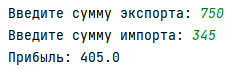 Введите сумму экспорта: 750
Введите сумму импорта: 345
Прибыль: 405.0